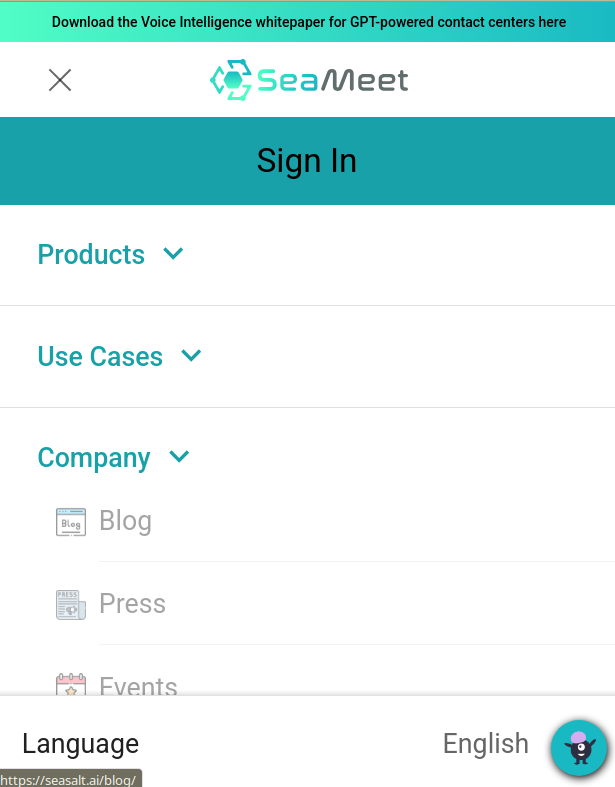 Download the Voice Intelligence whitepaper for GPT-powered contact centers here
SeaMeet
Sign In
Products
Use Cases
Company
Blog
Blog
PRESS
Press
Events
Language English
https://seasalt.ai/blog/